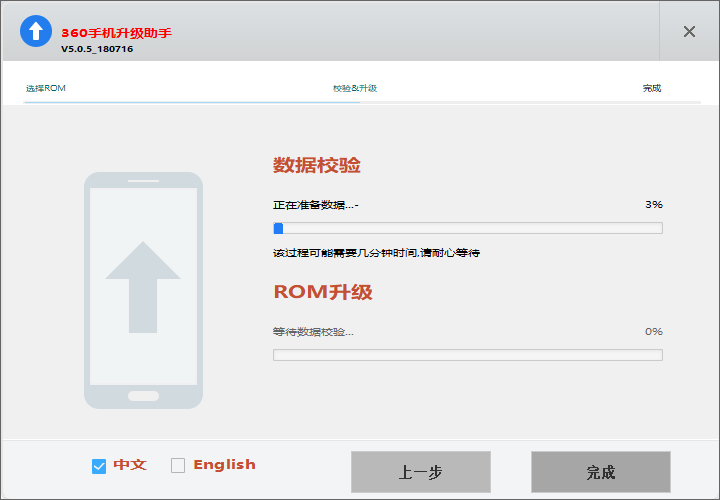 360手机升级助手
V5.0.5_180716
选择ROM
校验&升级
完成
数据校验
正在准备数据...-
3%
该过程可能需要几分钟时间,请耐心等待
ROM升级
等待数据校验...
0%
中文
English
上一步
完成